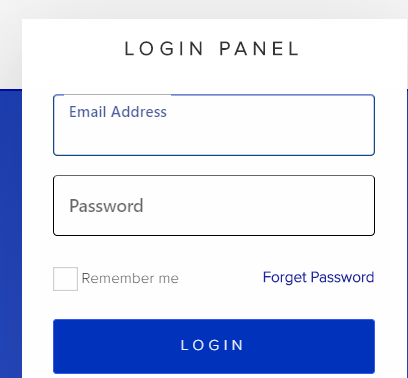 LOGIN PANEL
Email Address
Password
Remember me
Forget Password
LOGIN